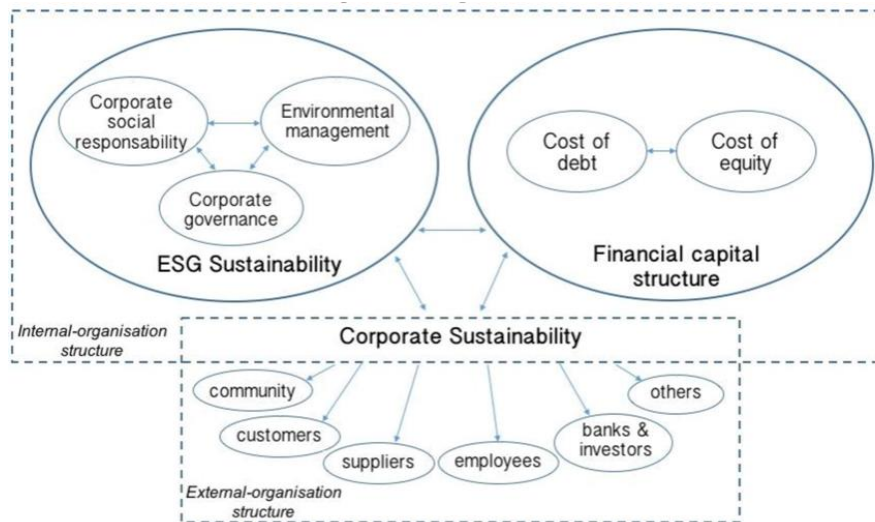 Corporate
social
responsability
Environmental
management
Corporate
governance
ESG Sustainability
Cost of
debt
Cost of
equity
Financial capital
structure
Internal-organisation
structure
Corporate Sustainability
community
customers
suppliers
employees
banks &
investors
others
External-organisation
structure